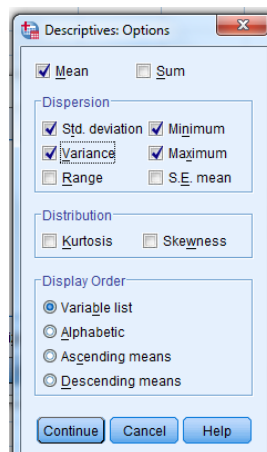 Descriptives: Options
Mean Sum
Dispersion
Std. deviation Minimum
Variance Maximum
Range S.E. mean
Distribution
Kurtosis Skewness
Display Order
Variable list
Alphabetic
Ascending means
Descending means
Continue Cancel Help